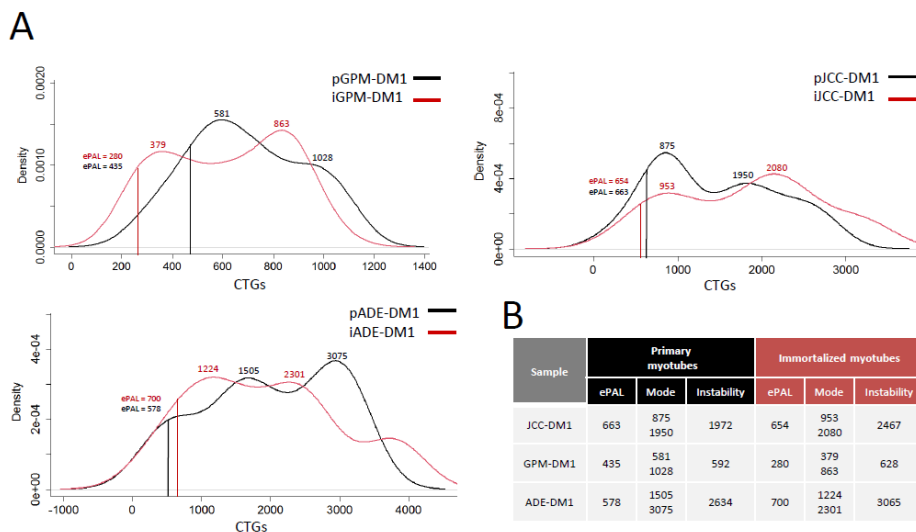 A
pGPM-DM1
iGPM-DM1
0.0020
0.0010
0.0000
Density
581
863
379
1028
ePAL = 280
ePAL = 435
0 200 400 600 800 1000 1200 1400
CTGs
pJCC-DM1
iJCC-DM1
8e-04
4e-04
0e+00
Density
875
1950
2080
953
ePAL = 654
ePAL = 663
0 1000 2000 3000
CTGs
pADE-DM1
iADE-DM1
4e-04
2e-04
0e+00
Density
1224
1505
2301
3075
ePAL = 700
ePAL = 578
-1000 0 1000 2000 3000 4000
CTGs
B
Sample Primary myotubes Immortalized myotubes
ePAL Mode Instability ePAL Mode Instability
JCC-DM1 663 875 1950 1972 654 953 2080 2467
GPM-DM1 435 581 1028 592 280 379 863 628
ADE-DM1 578 1505 3075 2634 700 1224 2301 3065